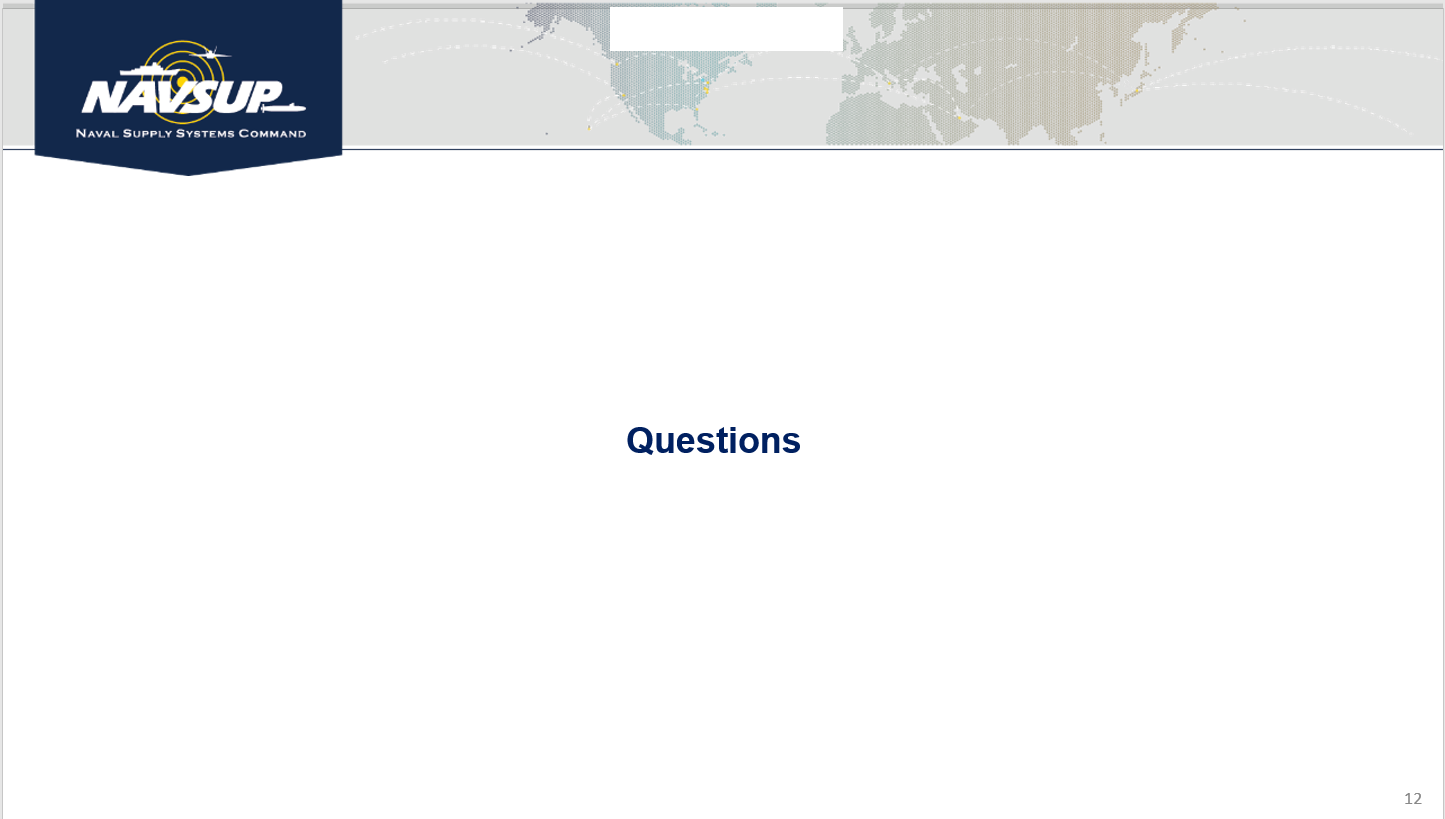 NAVSUP
NAVAL SUPPLY SYSTEMS COMMAND
Questions
12